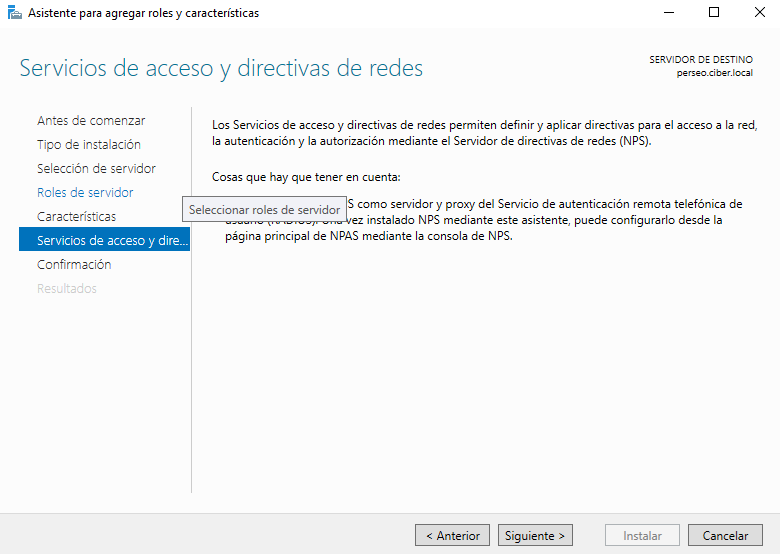 Asistente para agregar roles y características
Servicios de acceso y directivas de redes
SERVIDOR DE DESTINO
perseo.ciber.local
Antes de comenzar
Tipo de instalación
Selección de servidor
Roles de servidor
Características
Servicios de acceso y dire...
Confirmación
Resultados
Los Servicios de acceso y directivas de redes permiten definir y aplicar directivas para el acceso a la red,
la autenticación y la autorización mediante el Servidor de directivas de redes (NPS).
Cosas que hay que tener en cuenta:
Seleccionar roles de servidor
S como servidor y proxy del Servicio de autenticación remota telefónica de
vez instalado NPS mediante este asistente, puede configurarlo desde la
página principal de NPAS mediante la consola de NPS.
< Anterior
Siguiente >
Instalar
Cancelar